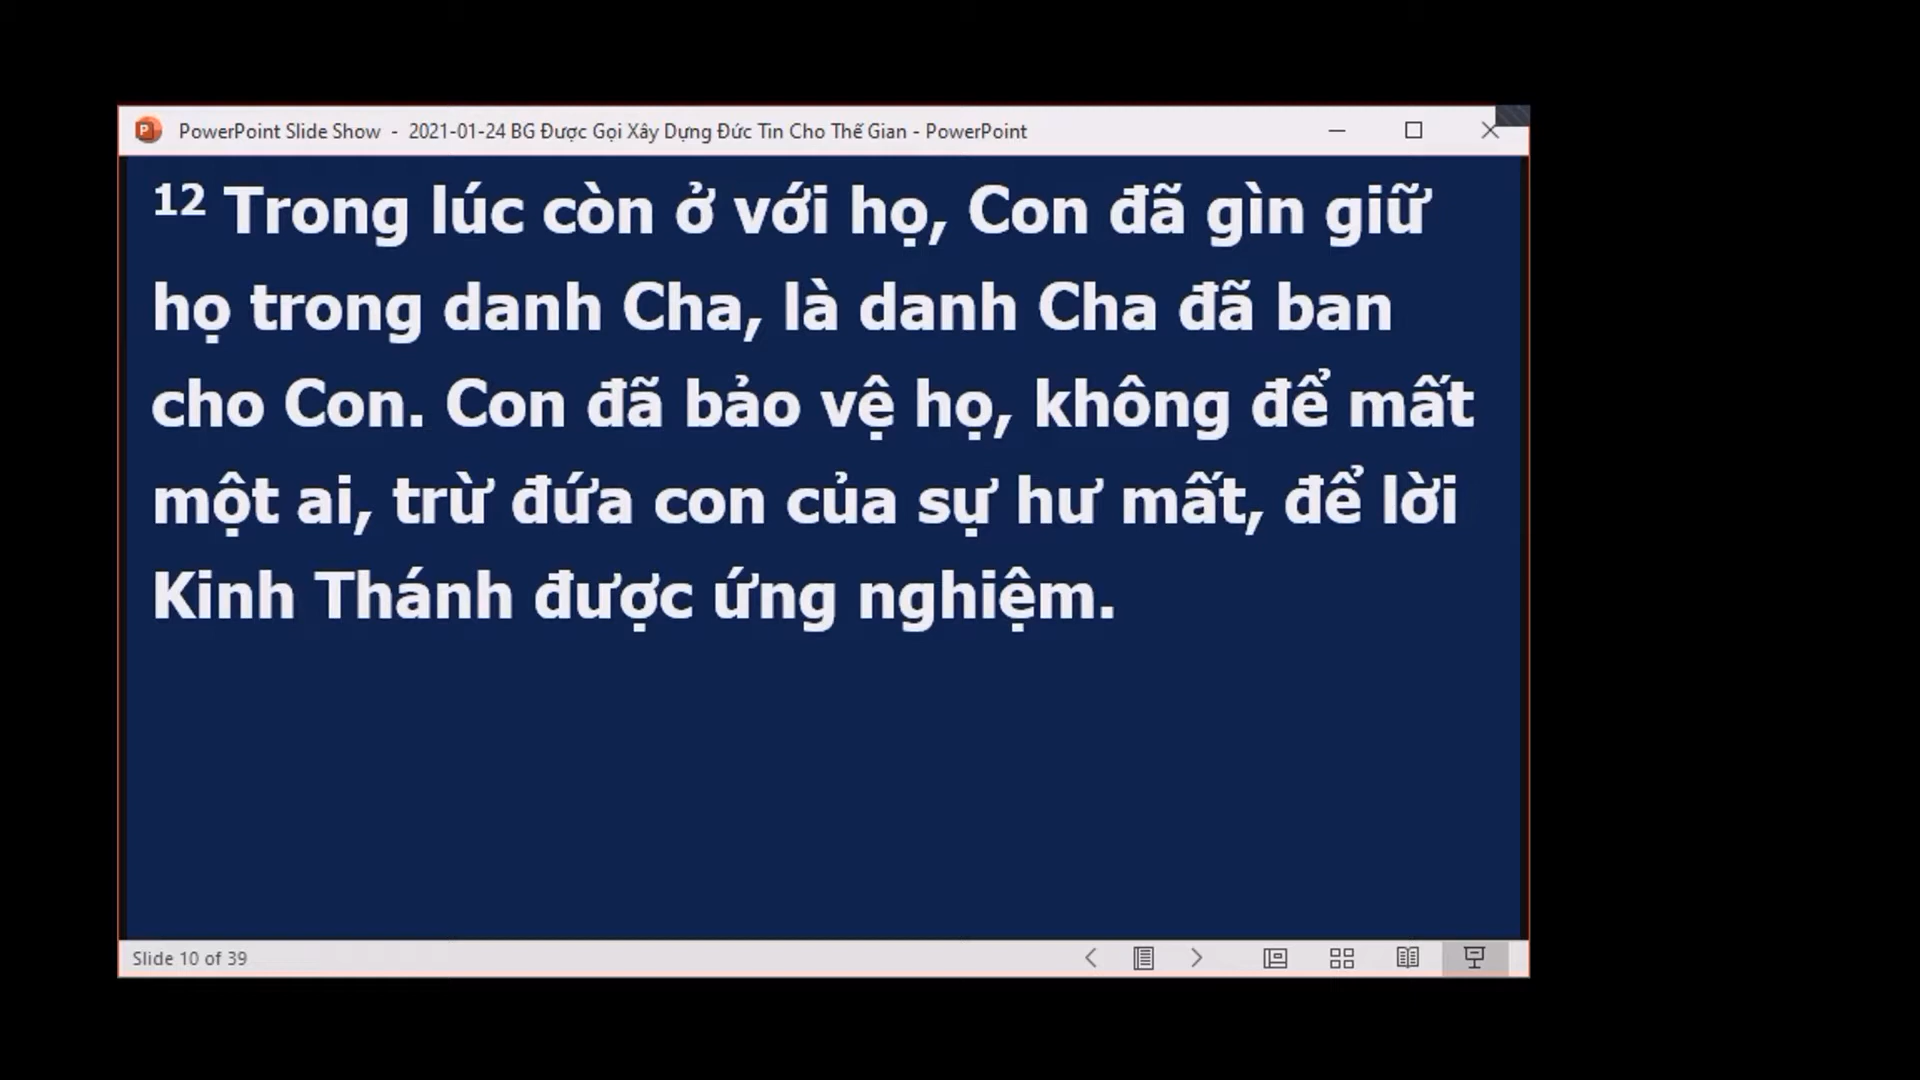 PowerPoint Slide Show - 2021-01-24 BG Được Gọi Xây Dựng Đức Tin Cho Thế Gian - PowerPoint
12 Trong lúc còn ở với họ, Con đã gìn giữ
họ trong danh Cha, là danh Cha đã ban
cho Con. Con đã bảo vệ họ, không để mất
một ai, trừ đứa con của sự hư mất, để lời
Kinh Thánh được ứng nghiệm.
Slide 10 of 39